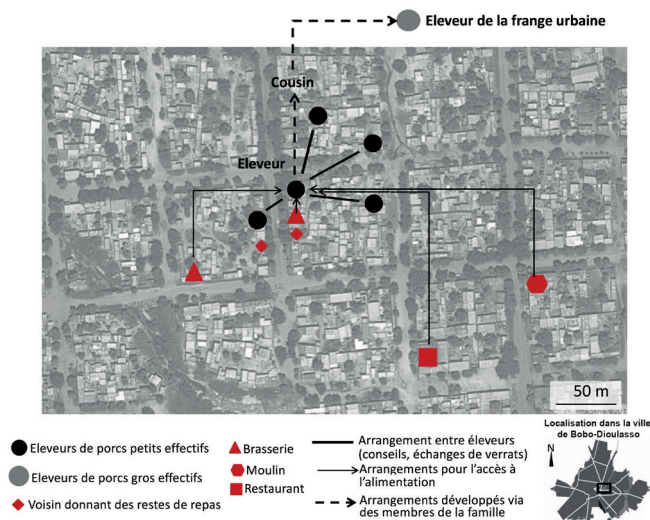 Eleveur de la frange urbaine
Cousin
Eleveur
50 m
Eleveurs de porcs petits effectifs
Eleveurs de porcs gros effectifs
Voisin donnant des restes de repas
Brasserie
Moulin
Restaurant
Arrangement entre éleveurs
(conseils, échanges de verrats)
Arrangements pour l'accès à
l'alimentation
Arrangements développés via
des membres de la famille
Localisation dans la ville
de Bobo-Dioulasso
N